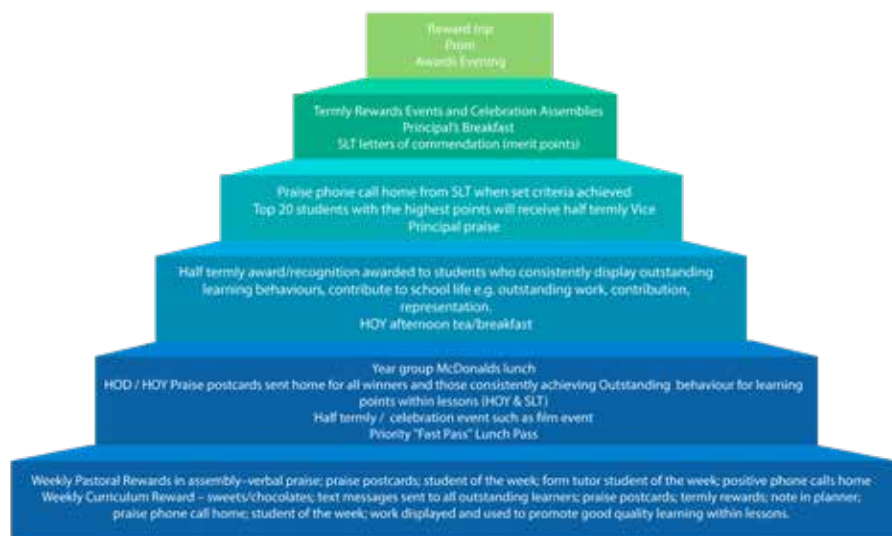 Reward trip
Prom
Awards Evening
Termly Rewards Events and Celebration Assemblies
Principal's Breakfast
SLT letters of commendation (merit points)
Praise phone call home from SLT when set criteria achieved
Top 20 students with the highest points will receive half termly Vice
Principal praise
Half termly award/recognition awarded to students who consistently display outstanding
learning behaviours, contribute to school life e.g. outstanding work, contribution,
representation.
HOY afternoon tea/breakfast
Year group McDonalds lunch
HOD / HOY Praise postcards sent home for all winners and those consistently achieving Outstanding behaviour for learning
points within lessons (HOY & SLT)
Half termly / celebration event such as film event
Priority "Fast Pass" Lunch Pass
Weekly Pastoral Rewards in assembly–verbal praise; praise postcards; student of the week; form tutor student of the week; positive phone calls home
Weekly Curriculum Reward – sweets/chocolates; text messages sent to all outstanding learners; praise postcards; termly rewards; note in planner;
praise phone call home; student of the week; work displayed and used to promote good quality learning within lessons.